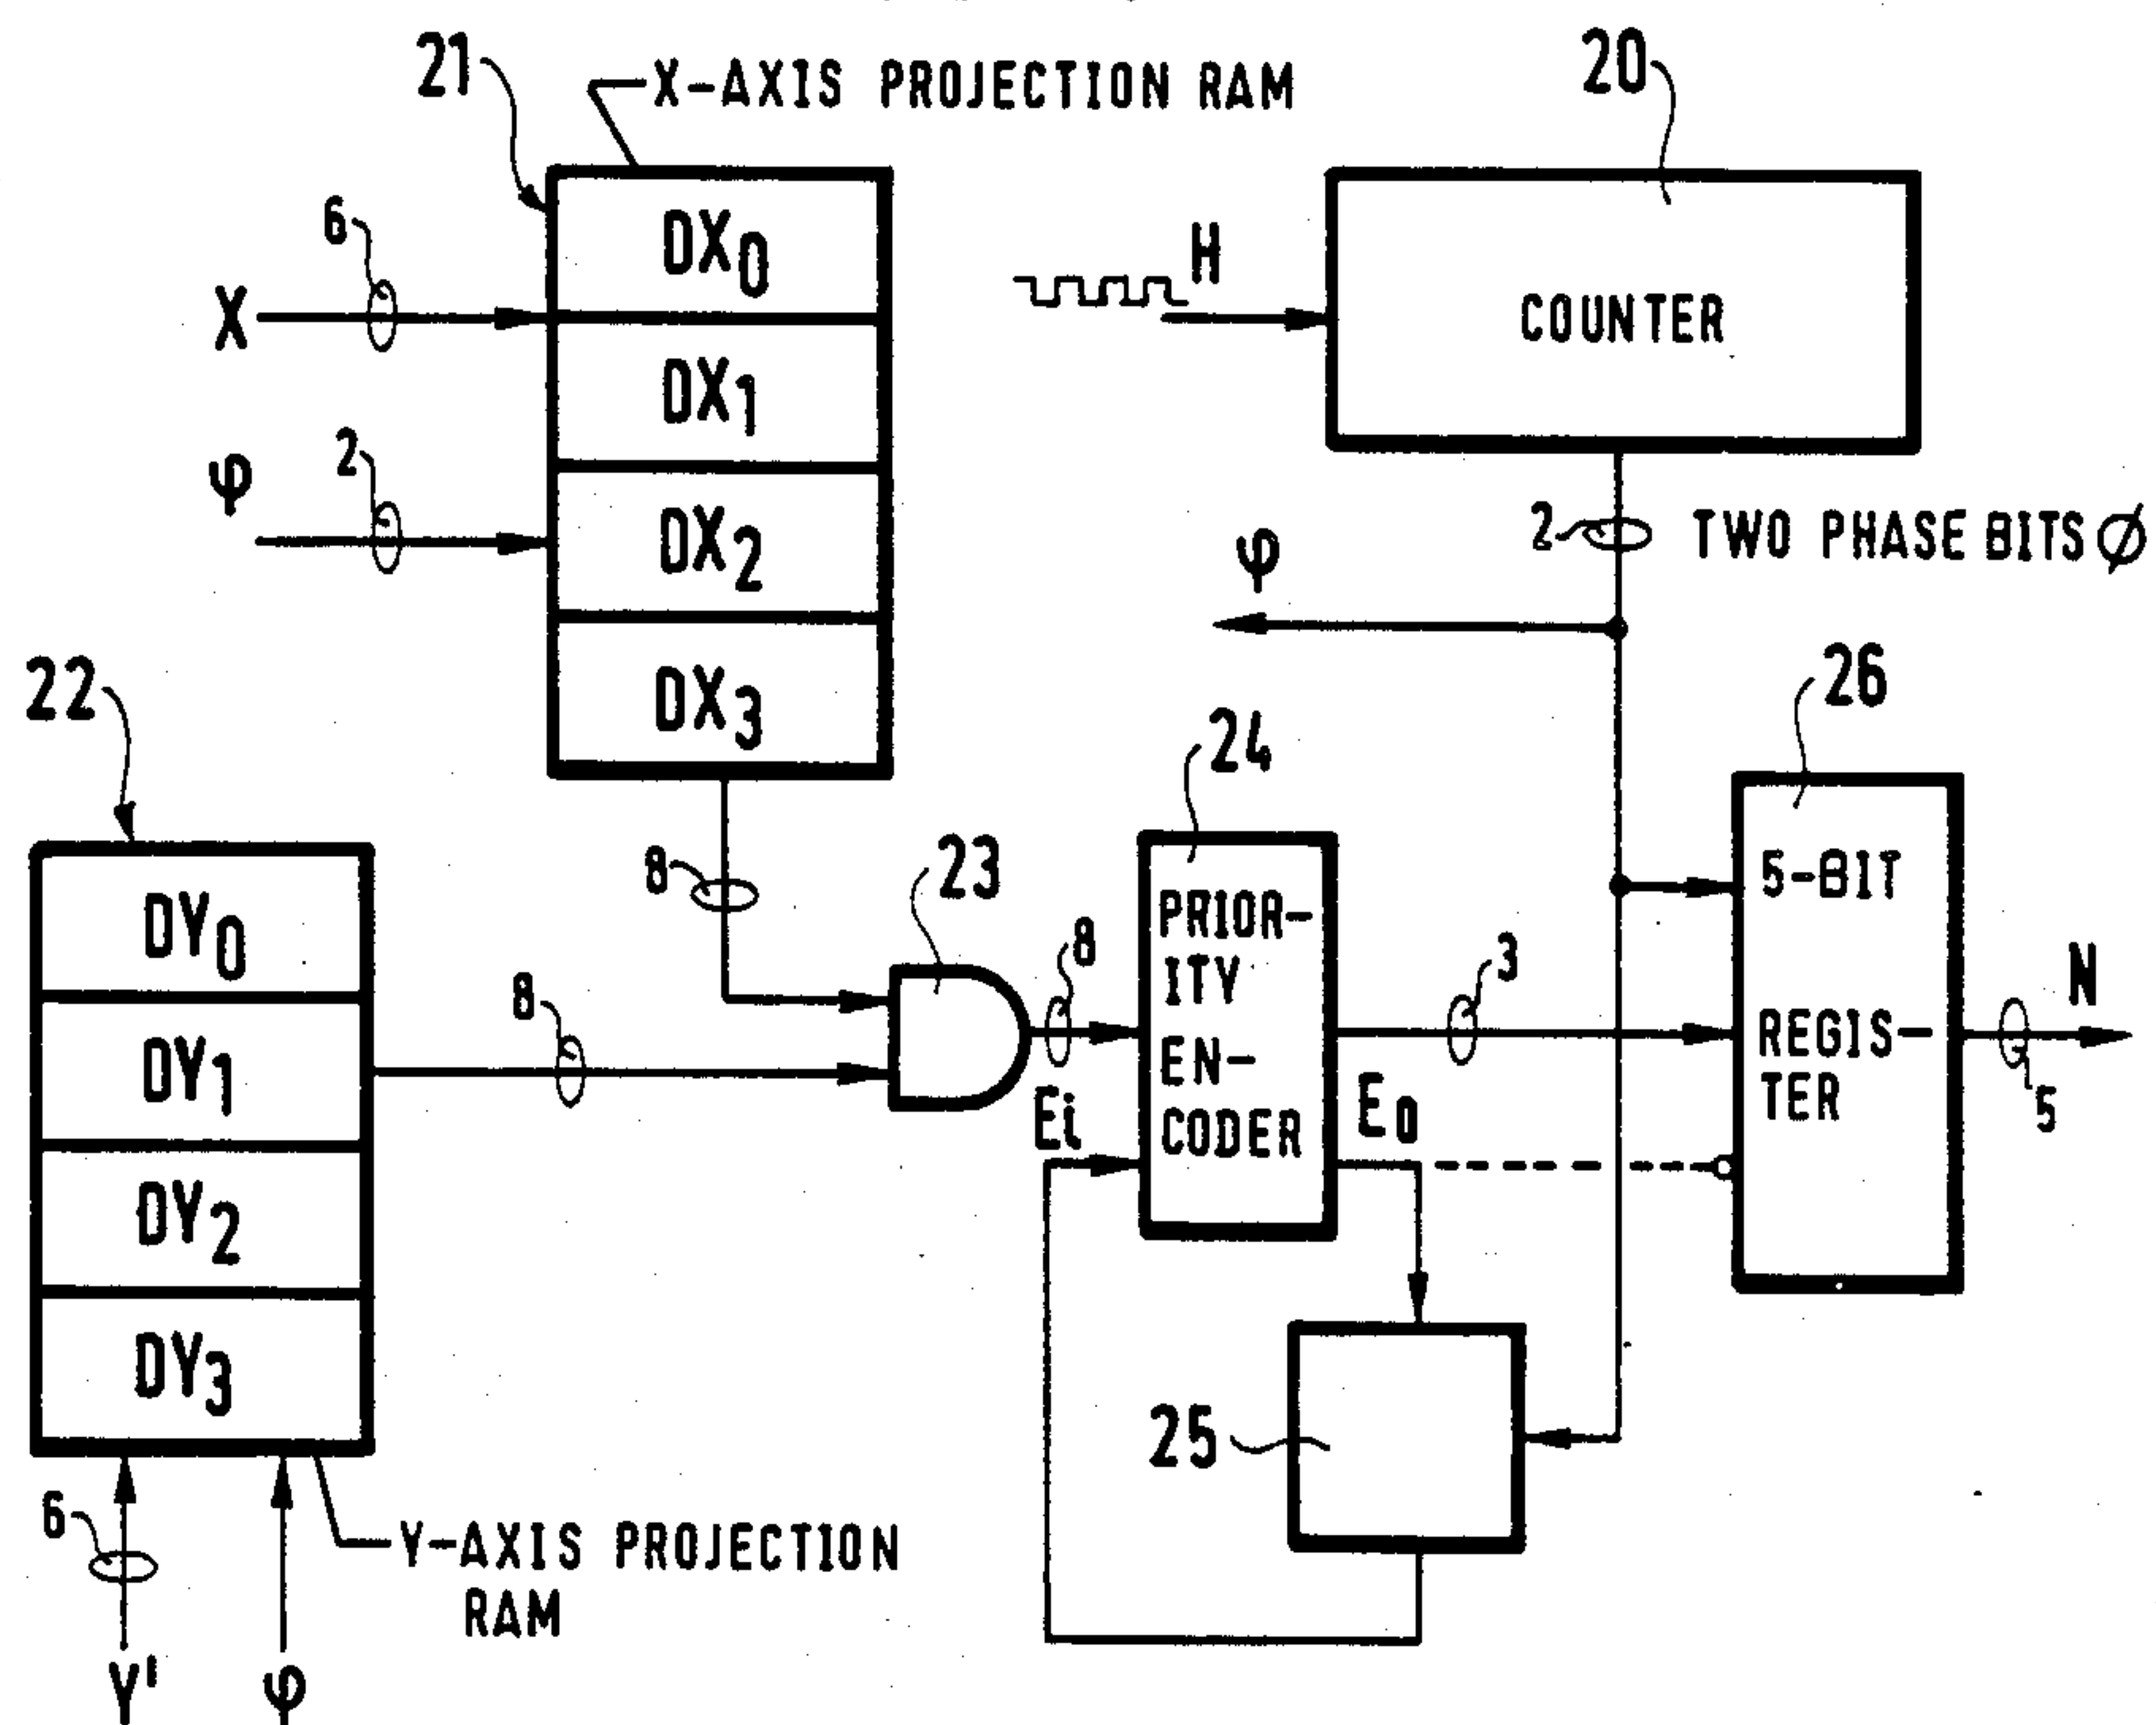 21
X-AXIS PROJECTION RAM
20
6
X
DX0
H
COUNTER
DX1
φ
2
DX2
2
TWO PHASE BITS Ø
φ
DX3
22
24
26
8
23
DY0
PRIOR-
ITY
EN-
CODER
8
3
5-BIT
REGIS-
TER
N
5
DY1
8
Ei
E0
DY2
DY3
25
6
Y-AXIS PROJECTION
RAM
Y'
φ